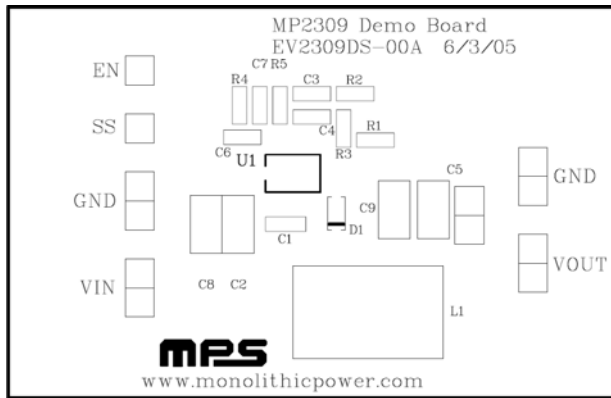 MP2309 Demo Board
EV2309DS-00A 6/3/05
EN
C7 R5
R4 C3 R2
SS
C4 R1
C6 R3
U1
GND
C5
GND
C9
C1 D1
VIN
VOUT
C8 C2
L1
mps
www.monolithicpower.com